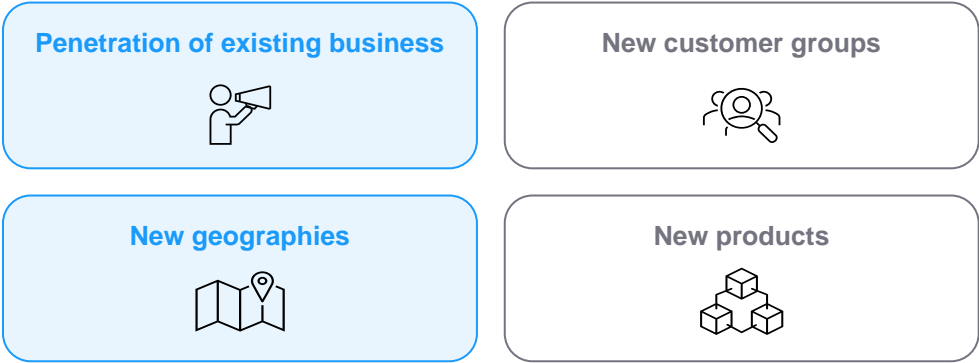 Penetration of existing business
New customer groups
New geographies
New products